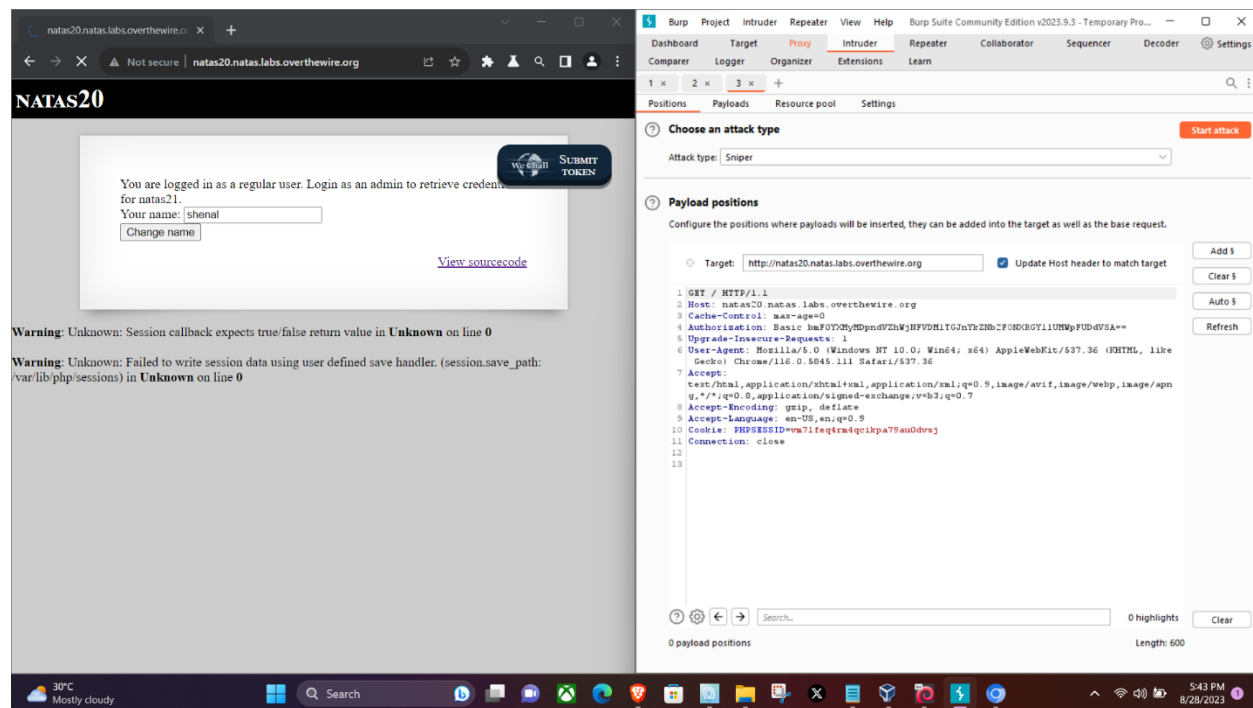 natas20.natas.labs.overthewire.or
Not secure
natas20.natas.labs.overthewire.org
NATAS20
We Chall
SUBMIT
TOKEN
You are logged in as a regular user. Login as an admin to retrieve credent
for natas21.
Your name: shenal
Change name
View sourcecode
Warning: Unknown: Session callback expects true/false return value in Unknown on line 0
Warning: Unknown: Failed to write session data using user defined save handler. (session.save_path:
/var/lib/php/sessions) in Unknown on line 0
Burp Project Intruder Repeater View Help Burp Suite Community Edition v2023.9.3 - Temporary Pro...
Dashboard Target Proxy Intruder Repeater Collaborator Sequencer Decoder Settings
Comparer Logger Organizer Extensions Learn
1 × 2 × 3 × +
Positions Payloads Resource pool Settings
Choose an attack type
Start attack
Attack type: Sniper
Payload positions
Configure the positions where payloads will be inserted, they can be added into the target as well as the base request.
Target: http://natas20.natas.labs.overthewire.org
Update Host header to match target
Add §
Clear §
Auto §
Refresh
1 GET / HTTP/1.1
2 Host: natas20.natas.labs.overthewire.org
3 Cache-Control: max-age=0
4 Authorization: Basic
5 Upgrade-Insecure-Requests: 1
6 User-Agent: Mozilla/5.0 (Windows NT 10.0; Win64; x64) AppleWebKit/537.36 (KHTML, like
Gecko) Chrome/116.0.5845.111 Safari/537.36
7 Accept:
text/html,application/xhtml+xml,application/xml;q=0.9,image/avif,image/webp,image/apn
g,*/*;q=0.8,application/signed-exchange;v=b3;q=0.7
8 Accept-Encoding: gzip, deflate
9 Accept-Language: en-US,en;q=0.9
10 Cookie: PHPSESSID=vm7lfeq4rm4qcikpa79au0dvsj
11 Connection: close
12
13
Search...
0 highlights
Clear
0 payload positions
Length: 600
30°C
Mostly cloudy
Search
5:43 PM
8/28/2023
1